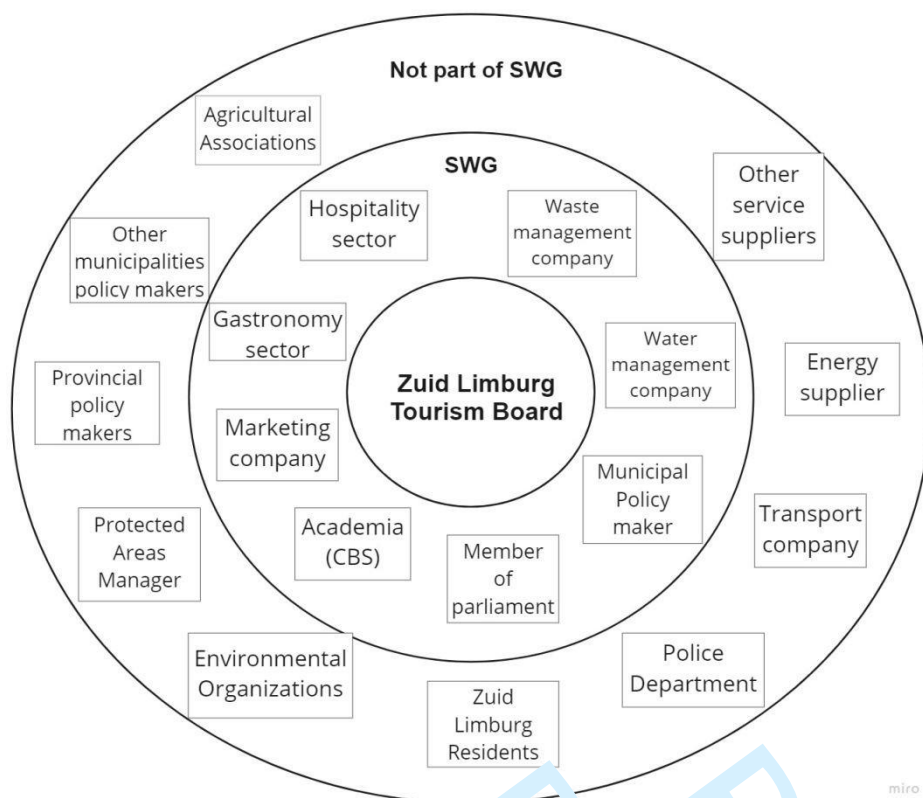 Not part of SWG
Agricultural
Associations
SWG
Other
service
suppliers
Hospitality
sector
Waste
management
company
Other
municipalities
policy makers
Gastronomy
sector
Zuid Limburg
Tourism Board
Water
management
company
Energy
supplier
Provincial
policy
makers
Marketing
company
Municipal
Policy
maker
Transport
company
Protected
Areas
Manager
Academia
(CBS)
Member
of
parliament
Environmental
Organizations
Zuid
Limburg
Residents
Police
Department
miro